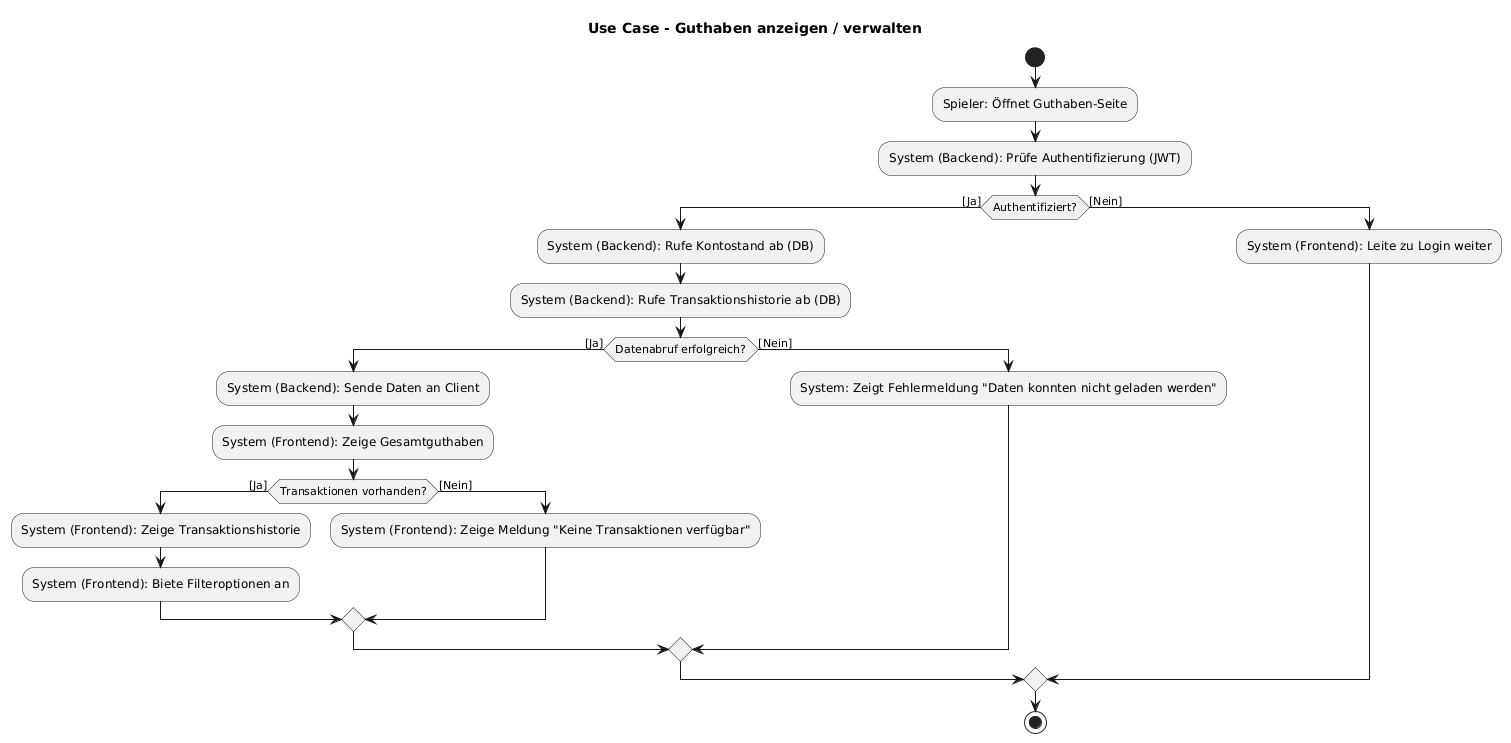 Use Case - Guthaben anzeigen / verwalten
Spieler: Öffnet Guthaben-Seite
System (Backend): Prüfe Authentifizierung (JWT)
[Ja] Authentifiziert? [Nein]
System (Backend): Rufe Kontostand ab (DB)
System (Frontend): Leite zu Login weiter
System (Backend): Rufe Transaktionshistorie ab (DB)
[Ja] Datenabruf erfolgreich? [Nein]
System (Backend): Sende Daten an Client
System: Zeigt Fehlermeldung "Daten konnten nicht geladen werden"
System (Frontend): Zeige Gesamtguthaben
[Ja] Transaktionen vorhanden? [Nein]
System (Frontend): Zeige Transaktionshistorie
System (Frontend): Zeige Meldung "Keine Transaktionen verfügbar"
System (Frontend): Biete Filteroptionen an